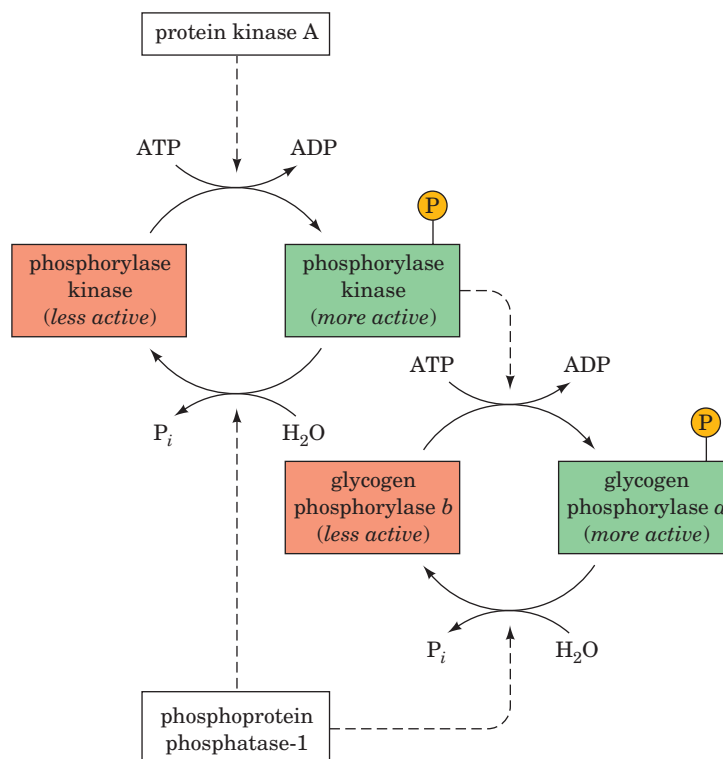 protein kinase A
ATP
ADP
P
phosphorylase
kinase
(less active)
phosphorylase
kinase
(more active)
ATP
ADP
Pi
H2O
P
glycogen
phosphorylase b
(less active)
glycogen
phosphorylase a
(more active)
Pi
H2O
phosphoprotein
phosphatase-1